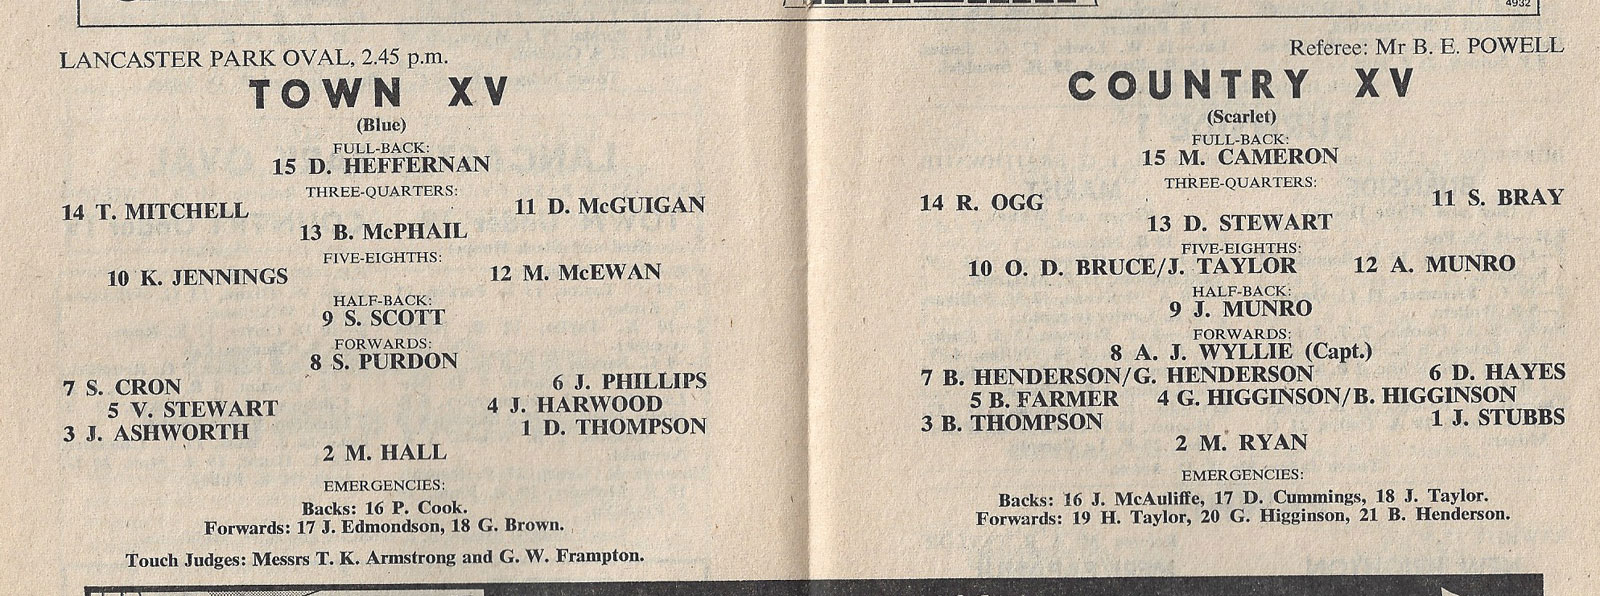 4932
LANCASTER PARK OVAL, 2.45 p.m.
TOWN XV
(Blue)
FULL-BACK:
15 D. HEFFERNAN
THREE-QUARTERS:
14 T. MITCHELL 11 D. McGUIGAN
13 B. McPHAIL
FIVE-EIGHTHS:
10 K. JENNINGS 12 M. McEWAN
HALF-BACK:
9 S. SCOTT
FORWARDS:
8 S. PURDON
7 S. CRON 6 J. PHILLIPS
5 V. STEWART 4 J. HARWOOD
3 J. ASHWORTH 1 D. THOMPSON
2 M. HALL
EMERGENCIES:
Backs: 16 P. Cook.
Forwards: 17 J. Edmondson, 18 G. Brown.
Touch Judges: Messrs T. K. Armstrong and G. W. Frampton.
Referee: Mr B. E. POWELL
COUNTRY XV
(Scarlet)
FULL-BACK:
15 M. CAMERON
THREE-QUARTERS:
14 R. OGG 11 S. BRAY
13 D. STEWART
FIVE-EIGHTHS:
10 O. D. BRUCE/J. TAYLOR 12 A. MUNRO
HALF-BACK:
9 J. MUNRO
FORWARDS:
8 A. J. WYLLIE (Capt.)
7 B. HENDERSON/G. HENDERSON 6 D. HAYES
5 B. FARMER 4 G. HIGGINSON/B. HIGGINSON
3 B. THOMPSON 1 J. STUBBS
2 M. RYAN
EMERGENCIES:
Backs: 16 J. McAuliffe, 17 D. Cummings, 18 J. Taylor.
Forwards: 19 H. Taylor, 20 G. Higginson, 21 B. Henderson.